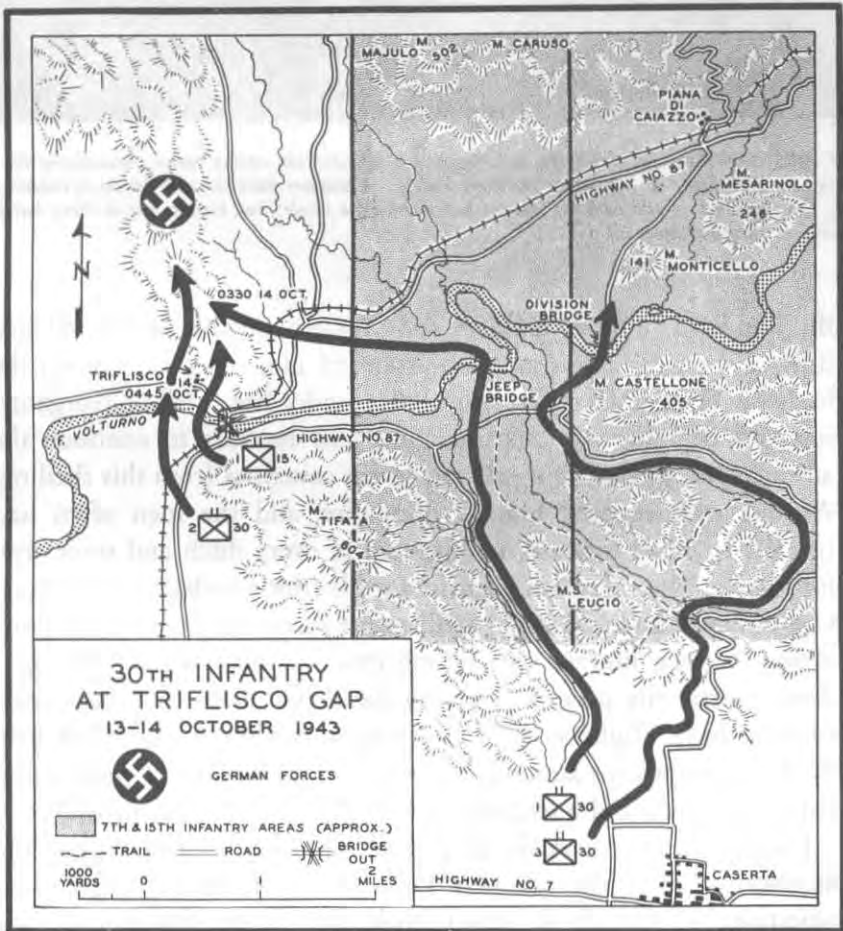 M.
MAJULO
502
M. CARUSO
PIANA
DI
CAIAZZO
HIGHWAY NO. 87
M.
MESARINOLO
246
141
M.
MONTICELLO
N
0330 14 OCT.
DIVISION
BRIDGE
TRIFLISCO
14
0445 OCT.
JEEP
BRIDGE
M. CASTELLONE
405
VOLTURNO
HIGHWAY NO. 87
15
2 30
M.
TIFATA
604
M. S.
LEUCIO
30TH INFANTRY
AT TRIFLISCO GAP
13-14 OCTOBER 1943
GERMAN FORCES
7TH & 15TH INFANTRY AREAS (APPROX.)
TRAIL
ROAD
BRIDGE
OUT
1000
YARDS
0
1
2
MILES
1 30
3 30
HIGHWAY NO. 7
CASERTA